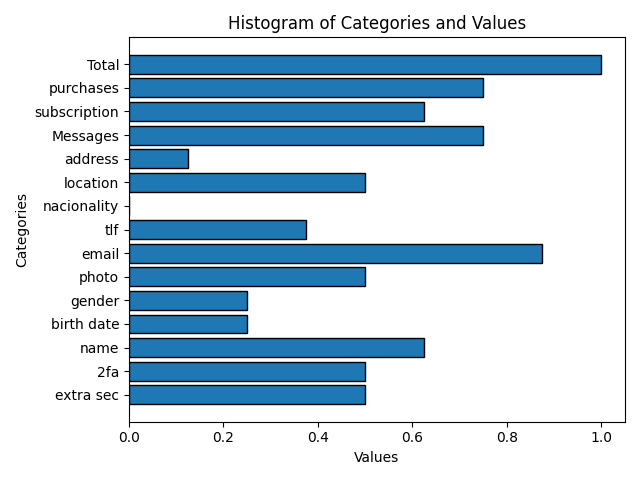 Histogram of Categories and Values
Total
purchases
subscription
Messages
address
location
nacionality
tlf
email
photo
gender
birth date
name
2fa
extra sec
Categories
0.0 0.2 0.4 0.6 0.8 1.0
Values